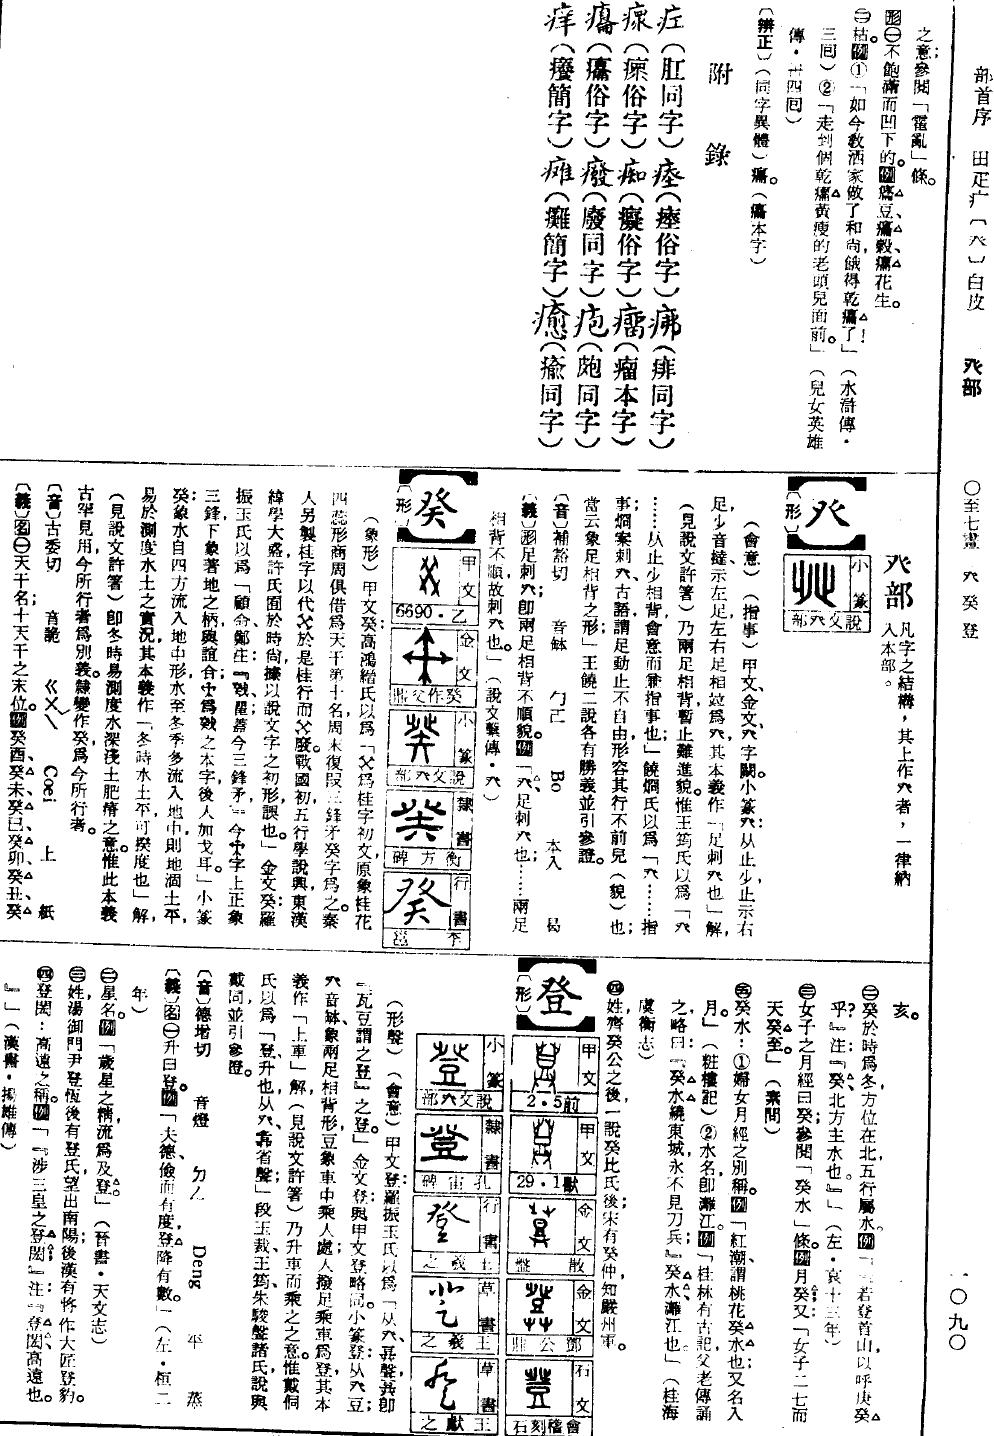 部首序 田疋疒〔癶〕白皮 癶部 〇至七畫 癶癸登 一〇九〇
之意;參閱「霍亂」條。
形㊀不飽滿而凹下的。例癟豆、癟穀、癟花生。
㊁枯。例①「如今教洒家做了和尚,餓得乾癟了!」(水滸傳・
三回)②「走到個乾癟黃瘦的老頭兒面前。」(兒女英雄
傳・廿四回)
〔辨正〕(同字異體)癟。(癟本字)
附錄
疘(肛同字)
(瘂俗字)
(痱同字)
(瘭俗字)痴(癡俗字)
(瘤本字)
(癟俗字)
(廢同字)疱(皰同字)
(癢簡字)瘫(癱簡字)
(瘉同字)
癶部 凡字之結構,其上作癶者,一律納
入本部。
癶
〔形〕
小篆
說文癶部
(會意)(指事)甲文、金文、癶字闕。小篆癶:从止少,止示右
足,少音撻,示左足,左右足相竝爲癶,其本義作「足剌癶也」解,
(見說文許箸)乃兩足相背,暫止難進貌。惟王筠氏以爲「癶
……从止少相背,會意而兼指事也」;饒炯氏以爲「癶……指
事。炯案剌癶古語,謂足動止不自由,形容其行不前皃(貌)也;
當云象足相背之形」,王饒二說各有勝義,並引參證。
〔音〕補豁切 音缽 ㄅㄛ Bo 本入 曷
〔義〕形足剌癶,卽兩足相背不順貌。例「癶,足剌癶也;……兩足
相背不順,故剌癶也。」(說文繫傳・癶)
癸
〔形〕
甲文 6690・乙
金文 癸作父鼎
小篆 說文癶部
隸書 衡方碑
行書 李邕
(象形)甲文癸,高鴻縉氏以爲「父爲桂字初文,原象桂花
四蕊形,商周俱借爲天干第十名,周末復叚三鋒矛癸字爲之,秦
人另製桂字以代父,於是桂行而父廢。戰國初五行學說興,東漢
緯學大盛,許氏囿於時尚,據以說文字之初形,誤也。」金文癸:羅
振玉氏以爲「顧命鄭注:『戣瞿蓋今三鋒矛』今字上正象
三鋒,下象著地之柄,與誼合,爲戣之本字,後人加戈耳。」小篆
癸:象水自四方流入地中形,水至冬季多流入地中,則地涸土平,
易於測度水土之實況,其本義作「冬時水土平,可揆度也」解
(見說文許箸)卽冬時易測度水深淺土肥瘠之意。惟此本義
古罕見用,今所行者爲別義。隸變作癸,爲今所行者。
〔音〕古委切 音詭 ㄍㄨㄟ Coei 上 紙
〔義〕名㊀天干名,十天干之末位。例癸酉、癸未、癸巳、癸卯、癸丑、癸
亥。
㊁癸於時爲冬,方位在北,五行屬水。例「若登首山以呼庚癸
乎?』注:『癸,北方主水也。』」(左・哀十三年)
㊂女子之月經曰癸;參閱「癸水」條。例月癸又「女子二七而
天癸至」(素問)
㊄癸水:①婦女月經之別稱。例「紅潮,謂桃花癸水也,又名入
月。」(粧樓記)②水名,卽灕江。例「桂林有古記,父老傳誦
之,略曰:『癸水繞東城,永不見刀兵』癸水,灕江也。」(桂海
虞衡志)
㊃姓,齊癸公之後,一說癸比氏後,宋有癸仲,知嚴州軍。
登
〔形〕
甲文 2・5前
甲文 29・1獸
金文 散盤
金文 鄧公鼎
石文 會稽刻石
小篆 說文癶部
隸書 孔宙碑
行書 王羲之
草書 王羲之
草書 王獻之
(形聲)(會意)甲文登:羅振玉氏以爲「从癶,聲,卽
『瓦豆謂之登』之登。」金文登,與甲文登略同。小篆登:从癶豆,
癶音缽,象兩足相背形;豆象車中乘人處;人撥足乘車爲登,其本
義作「上車」解(見說文許箸)乃升車而乘之之意。惟戴侗
氏以爲「登,升也,从癶,省聲」,段玉裁、王筠、朱駿聲諸氏說與
戴同,並引參證。
〔音〕德增切 音燈 ㄉㄥ Deng 平 蒸
〔義〕名㊀升曰登。例「夫德,儉而有度,登降有數。」(左・桓二
年)
㊁星名。例「歲星之精,流爲及登。」(晉書・天文志)
㊂姓,湯御門尹登恆後有登氏,望出南陽;後漢有將作大匠登豹。
㊃登閎:高遠之稱。例「『涉三皇之登閎』注:『登閎,高遠也。
』」(漢書・揚雄傳)